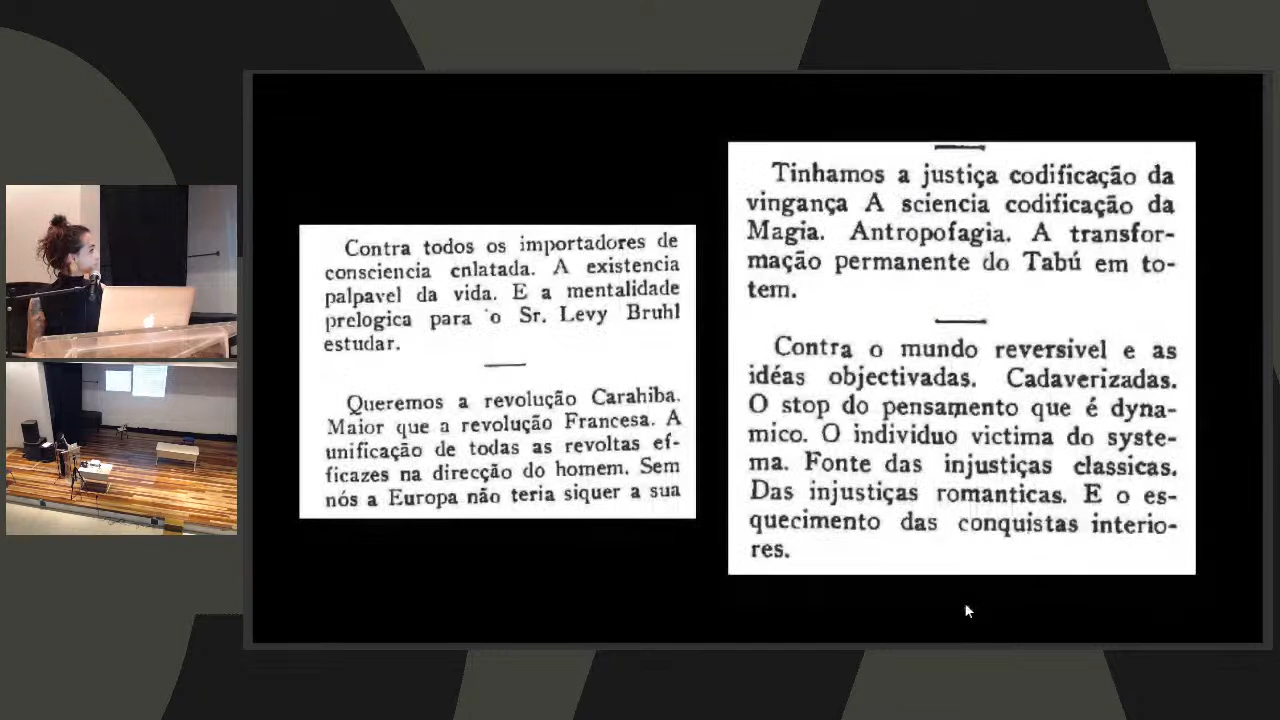 Contra todos os importadores de
consciencia enlatada. A existencia
palpavel da vida. E a mentalidade
prelogica para o Sr. Levy Bruhl
estudar.
Queremos a revolução Carahiba.
Maior que a revolução Francesa. A
unificação de todas as revoltas ef-
ficazes na direcção do homem. Sem
nós a Europa não teria siquer a sua
Tinhamos a justiça codificação da
vingança A sciencia codificação da
Magia. Antropofagia. A transfor-
mação permanente do Tabú em to-
tem.
Contra o mundo reversivel e as
idéas objectivadas. Cadaverizadas.
O stop do pensamento que é dyna-
mico. O individuo victima do syste-
ma. Fonte das injustiças classicas.
Das injustiças romanticas. E o es-
quecimento das conquistas interio-
res.